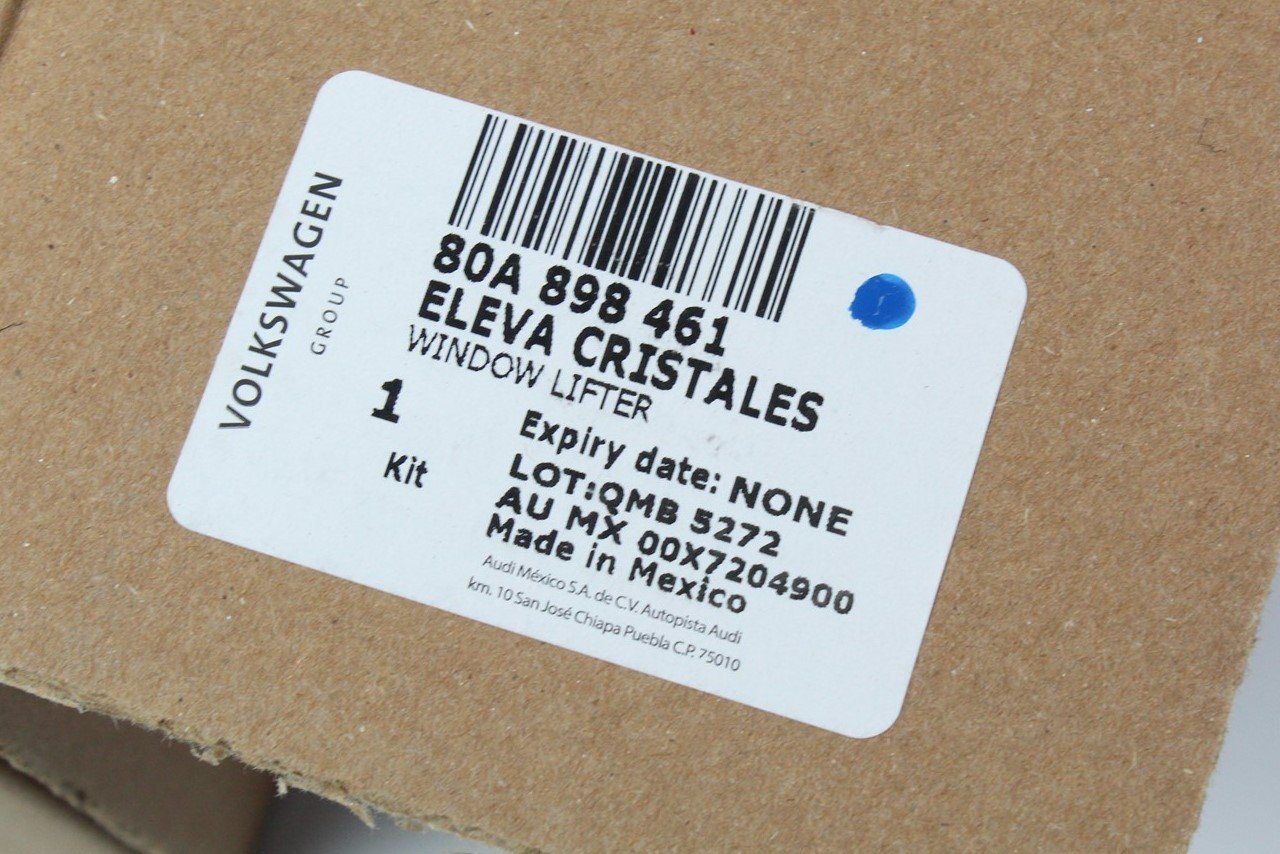 VOLKSWAGEN
GROUP
80A 898 461
ELEVA CRISTALES
WINDOW LIFTER
1
Kit
Expiry date: NONE
LOT:QMB 5272
AU MX 00X7204900
Made in Mexico
Audi México S.A. de C.V. Autopista Audi
km. 10 San José Chiapa Puebla C.P. 75010